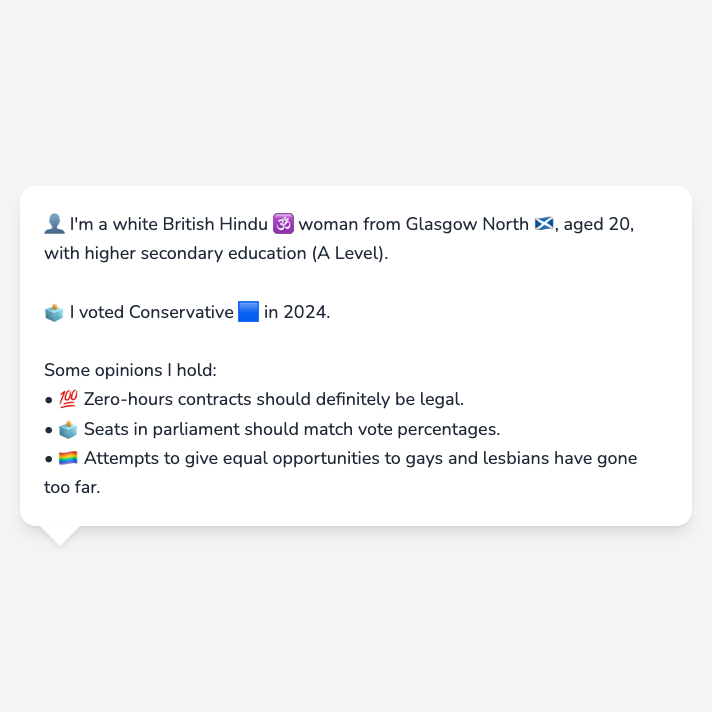 👤 I'm a white British Hindu 🕉️ woman from Glasgow North 🏴󠁧󠁢󠁳󠁣󠁴󠁿, aged 20,
with higher secondary education (A Level).
🗳️ I voted Conservative 🟦 in 2024.
Some opinions I hold:
• 💯 Zero-hours contracts should definitely be legal.
• 🗳️ Seats in parliament should match vote percentages.
• 🏳️‍🌈 Attempts to give equal opportunities to gays and lesbians have gone
too far.